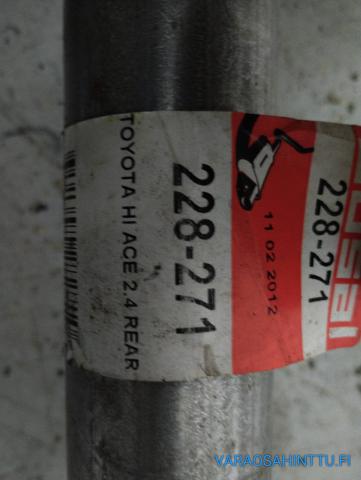 TOYOTA HI ACE 2.4 REAR
228-271
11 02 2012
228-271
VARAOSAHINTTU.FI